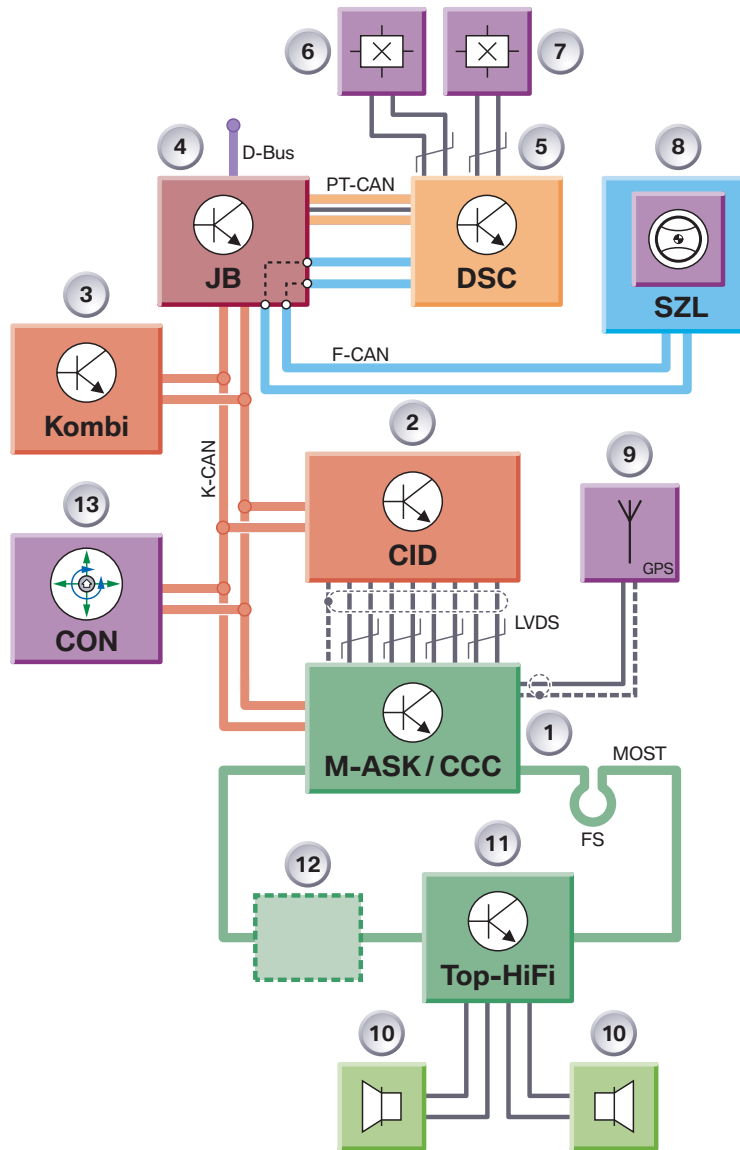 6
7
4
D-Bus
5
8
PT-CAN
JB
DSC
SZL
3
F-CAN
Kombi
2
9
K-CAN
13
CID
GPS
CON
LVDS
1
M-ASK / CCC
MOST
FS
11
12
Top-HiFi
10
10